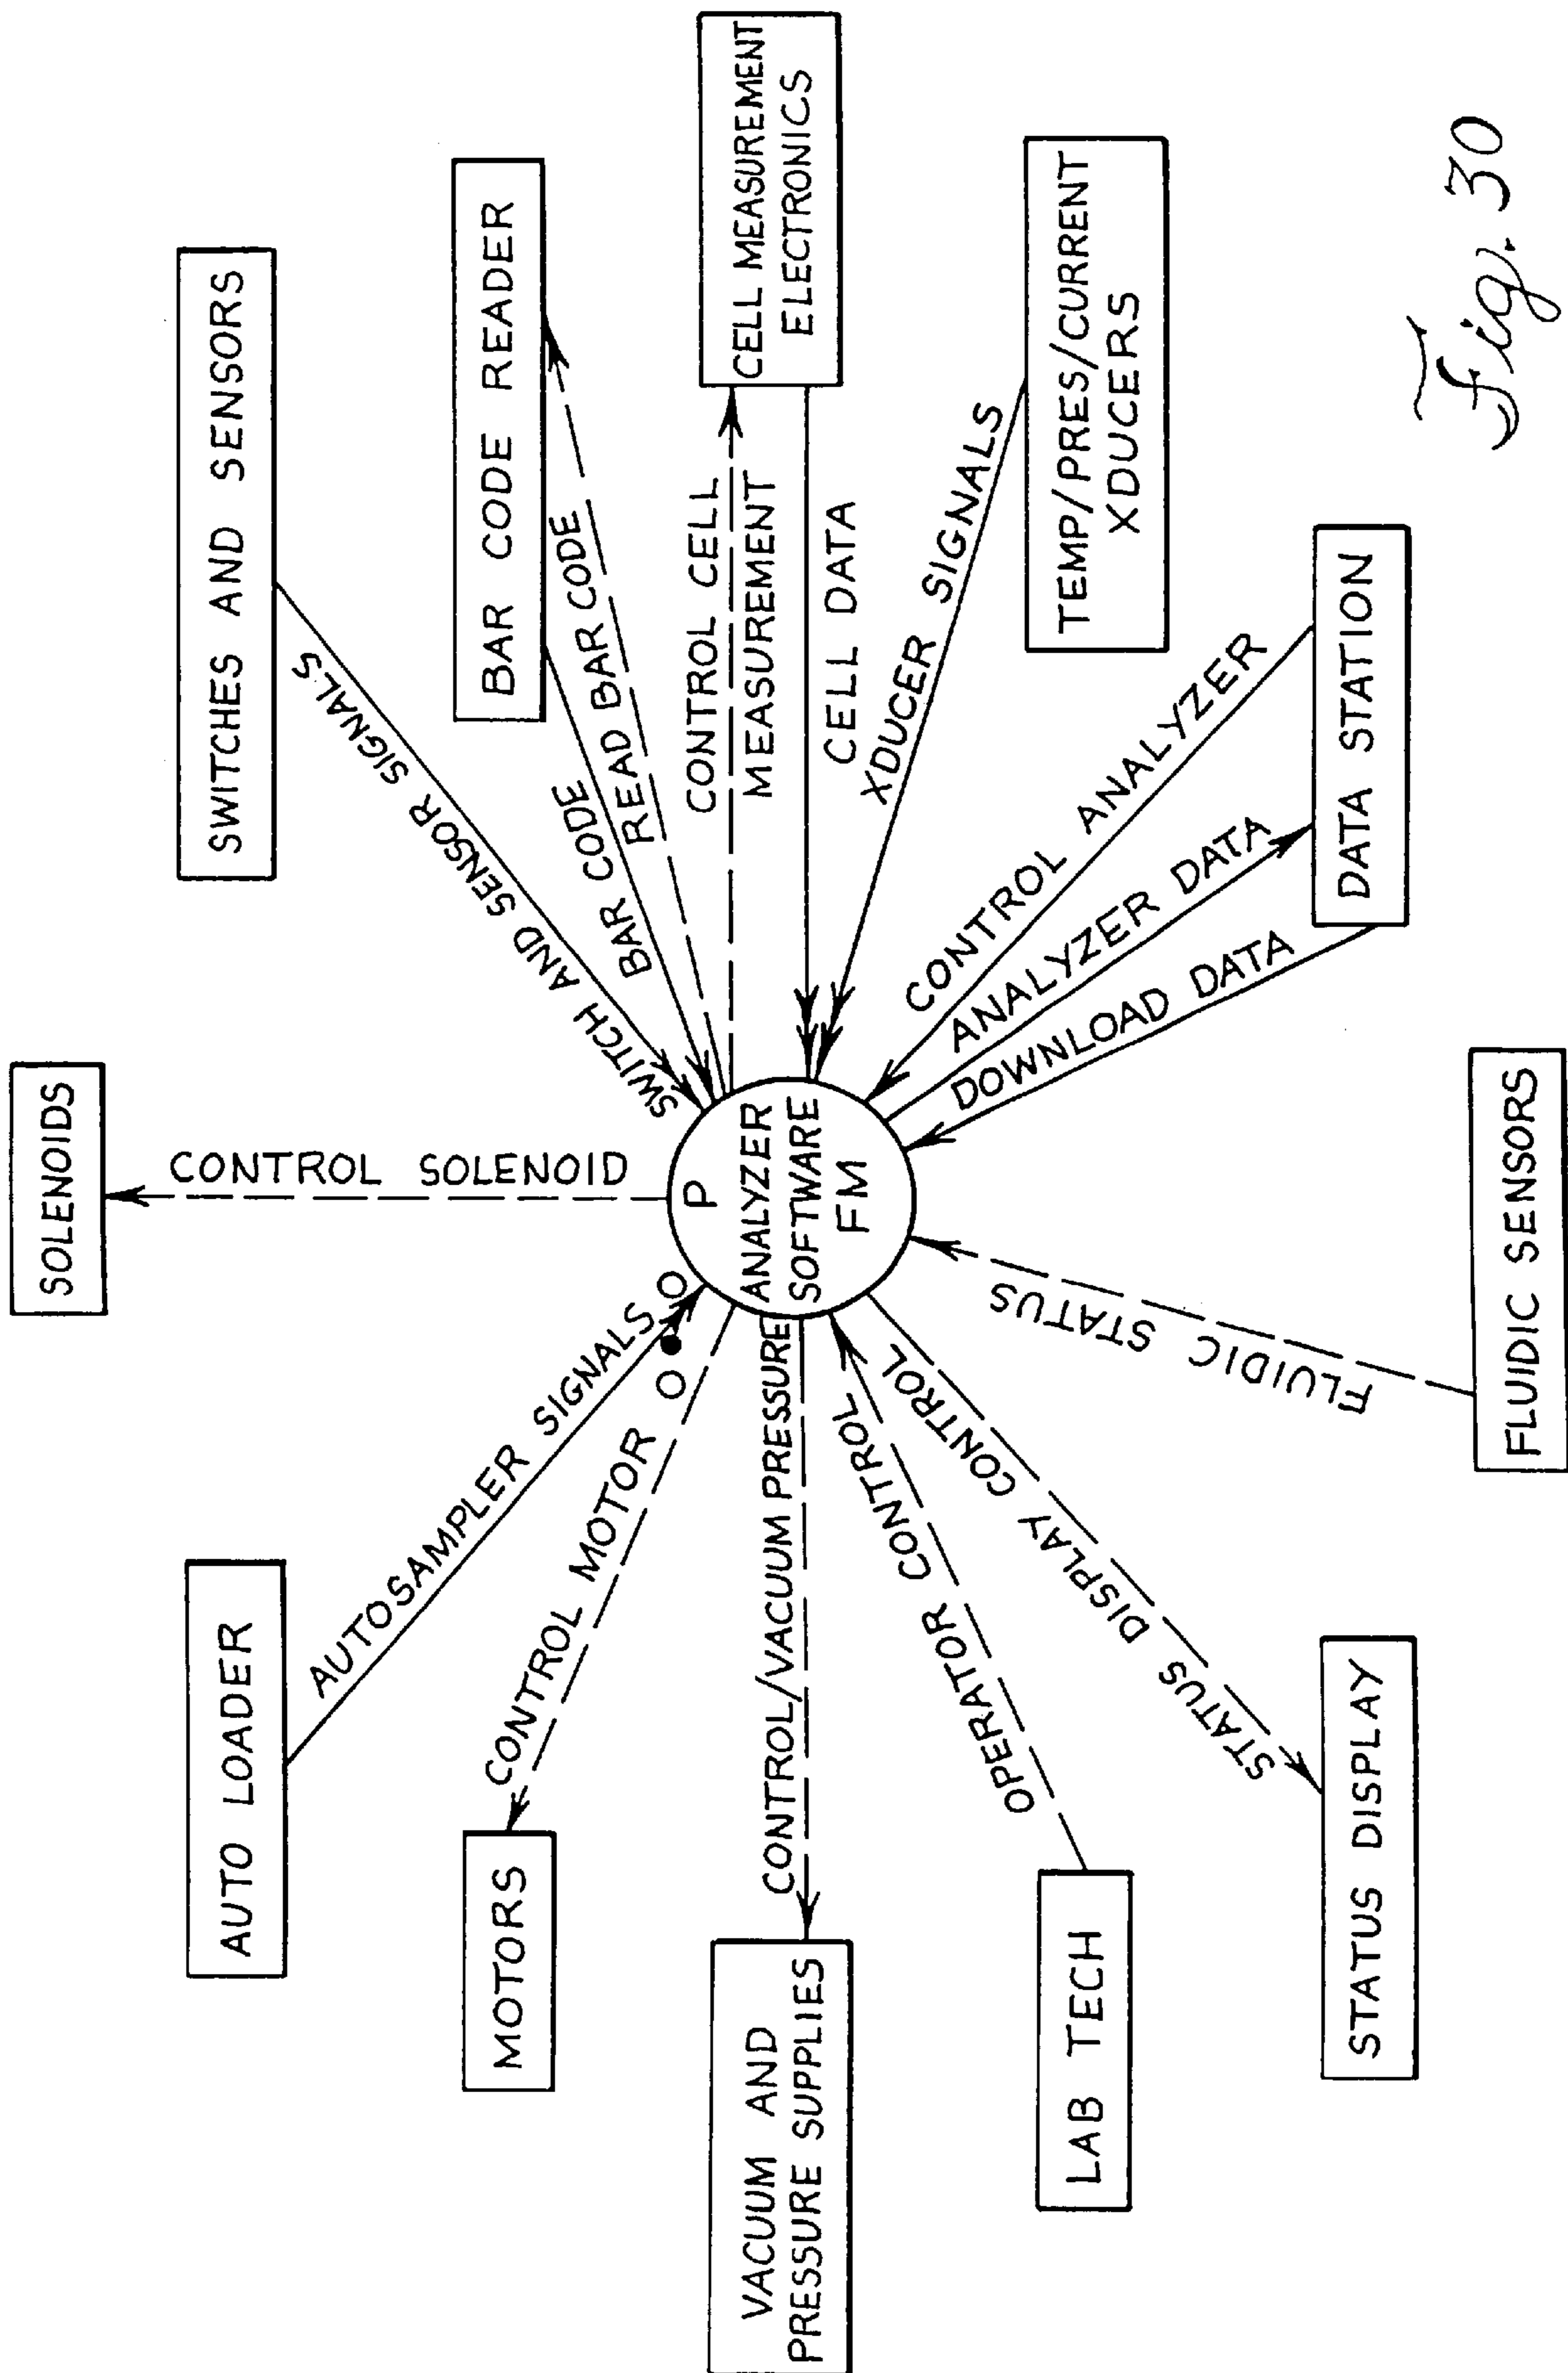 SOLENOIDS
CONTROL SOLENOID
AUTO LOADER
AUTOSAMPLER SIGNALS
SWITCHES AND SENSORS
SWITCH AND SENSOR SIGNALS
MOTORS
CONTROL MOTOR
BAR CODE READER
BAR CODE
READ BAR CODE
VACUUM AND
PRESSURE SUPPLIES
CONTROL/VACUUM PRESSURE
P
ANALYZER
SOFTWARE
FM
CONTROL CELL
MEASUREMENT
CELL DATA
CELL MEASUREMENT
ELECTRONICS
LAB TECH
OPERATOR CONTROL
XDUCER SIGNALS
TEMP/PRES/CURRENT
XDUCERS
STATUS DISPLAY
STATUS DISPLAY CONTROL
CONTROL ANALYZER
ANALYZER DATA
DOWNLOAD DATA
DATA STATION
FLUIDIC STATUS
FLUIDIC SENSORS
Fig. 30